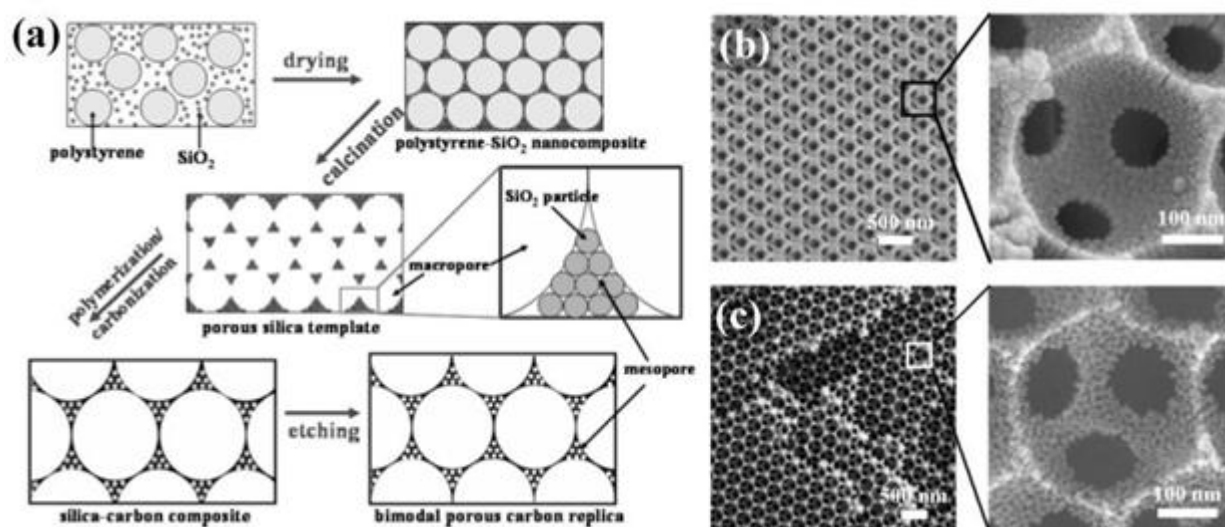 (a)
drying
polystyrene
SiO₂
polystyrene-SiO₂ nanocomposite
calcination
SiO₂ particle
macropore
porous silica template
polymerization/
carbonization
mesopore
etching
silica-carbon composite
bimodal porous carbon replica
(b)
500 nm
100 nm
(c)
500 nm
100 nm